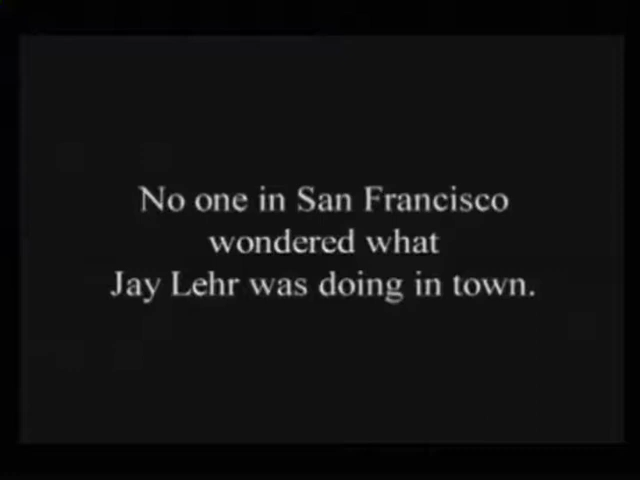 No one in San Francisco
wondered what
Jay Lehr was doing in town.